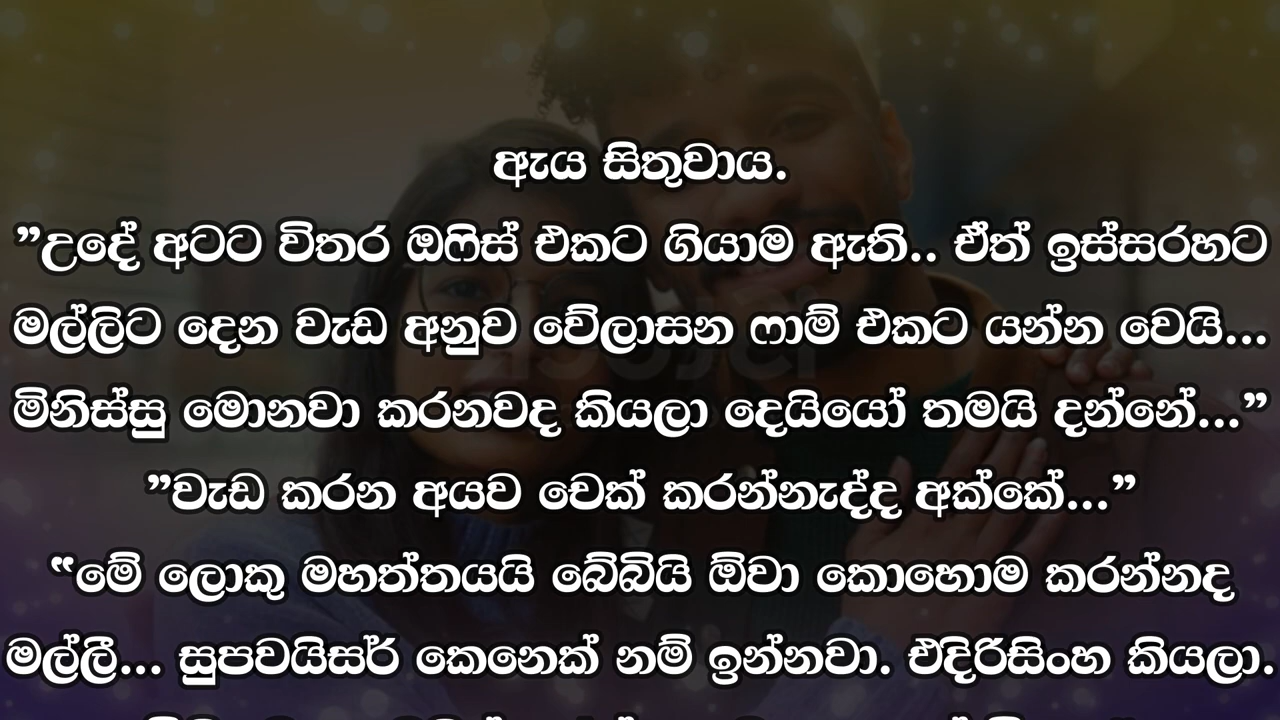 ඇය සිතුවාය.
”උදේ අටට විතර ඔෆිස් එකට ගියාම ඇති.. ඒත් ඉස්සරහට
මල්ලිට දෙන වැඩ අනුව වේලාසන ෆාම් එකට යන්න වෙයි...
මිනිස්සු මොනවා කරනවද කියලා දෙයියෝ තමයි දන්නේ...”
”වැඩ කරන අයව චෙක් කරන්නැද්ද අක්කේ...”
“මේ ලොකු මහත්තයයි බේබියි ඕවා කොහොම කරන්නද
මල්ලී... සුපවයිසර් කෙනෙක් නම් ඉන්නවා. එදිරිසිංහ කියලා.